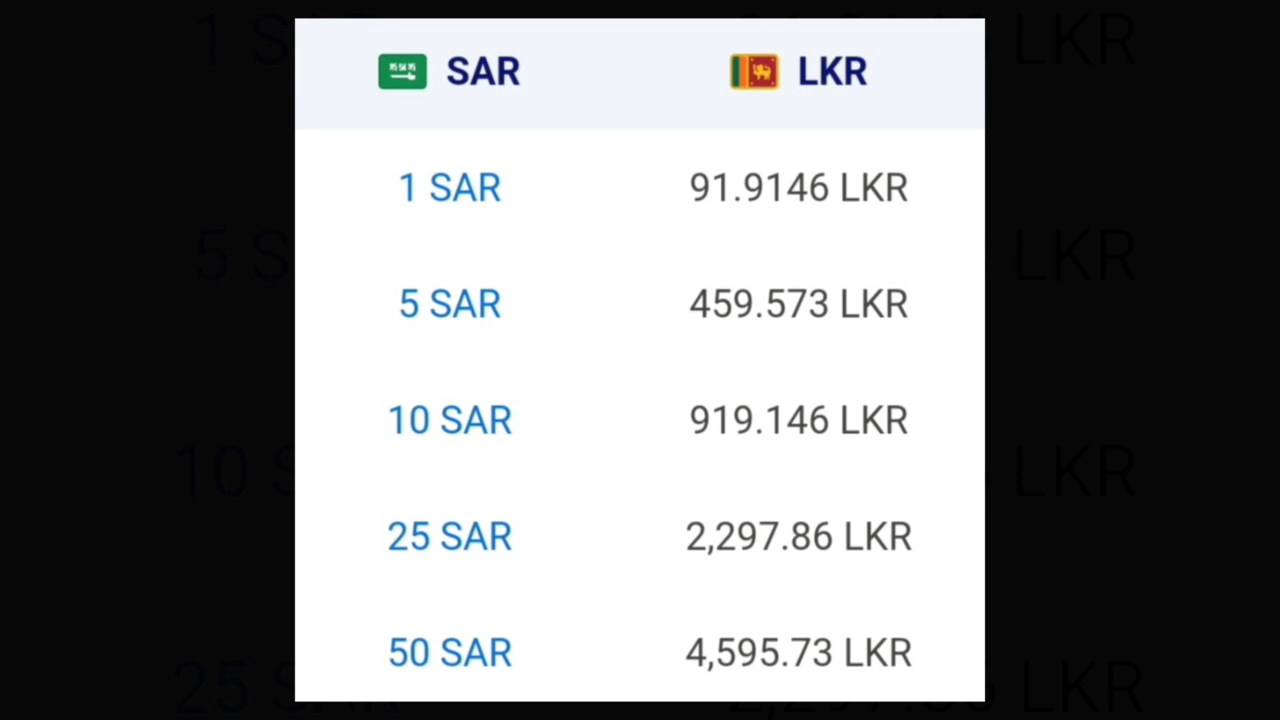 SAR LKR
1 SAR 91.9146 LKR
5 SAR 459.573 LKR
10 SAR 919.146 LKR
25 SAR 2,297.86 LKR
50 SAR 4,595.73 LKR